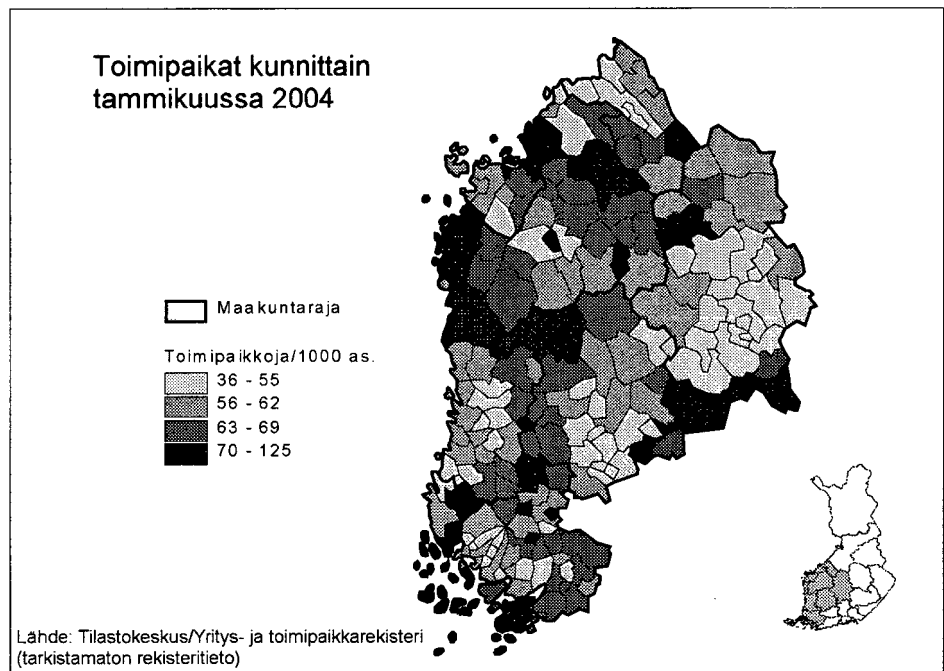 Toimipaikat kunnittain
tammikuussa 2004
Maakuntaraja
Toimipaikkoja/1000 as.
36 - 55
56 - 62
63 - 69
70 - 125
Lähde: Tilastokeskus/Yritys- ja toimipaikkarekisteri
(tarkistamaton rekisteritieto)